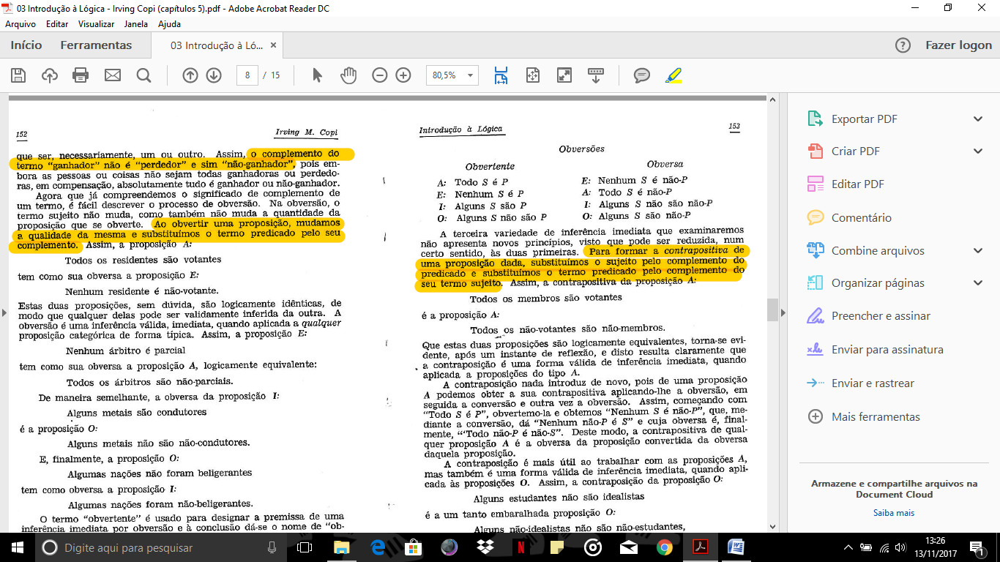 03 Introdução à Lógica - Irving Copi (capítulos 5).pdf - Adobe Acrobat Reader DC
Arquivo Editar Visualizar Janela Ajuda
Início Ferramentas 03 Introdução à Ló... × Fazer logon
8 / 15 80,5%
152 Irving M. Copi
que ser, necessariamente, um ou outro. Assim, o complemento do
termo "ganhador" não é "perdedor" e sim "não-ganhador", pois em-
bora as pessoas ou coisas não sejam todas ganhadoras ou perdedo-
ras, em compensação, absolutamente tudo é ganhador ou não-ganhador.
Agora que já compreendemos o significado de complemento de
um termo, é fácil descrever o processo de obversão. Na obversão, o
termo sujeito não muda, como também não muda a quantidade da
proposição que se obverte. Ao obvertir uma proposição, mudamos
a qualidade da mesma e substituímos o termo predicado pelo seu
complemento. Assim, a proposição A:
Todos os residentes são votantes
tem como sua obversa a proposição E:
Nenhum residente é não-votante.
Estas duas proposições, sem dúvida, são logicamente idênticas, de
modo que qualquer delas pode ser validamente inferida da outra. A
obversão é uma inferência válida, imediata, quando aplicada a qualquer
proposição categórica de forma típica. Assim, a proposição E:
Nenhum árbitro é parcial
tem como sua obversa a proposição A, logicamente equivalente:
Todos os árbitros são não-parciais.
De maneira semelhante, a obversa da proposição I:
Alguns metais são condutores
é a proposição O:
Alguns metais não são não-condutores.
E, finalmente, a proposição O:
Algumas nações não foram beligerantes
tem como obversa a proposição I:
Algumas nações foram não-beligerantes.
O termo "obvertente" é usado para designar a premissa de uma
inferência imediata por obversão e à conclusão dá-se o nome de "ob-
Introdução à Lógica 153
Obversões
Obvertente Obversa
A: Todo S é P E: Nenhum S é não-P
E: Nenhum S é P A: Todo S é não-P
I: Alguns S são P I: Alguns S não são não-P
O: Alguns S não são P O: Alguns S são não-P
A terceira variedade de inferência imediata que examinaremos
não apresenta novos princípios, visto que pode ser reduzida, num
certo sentido, às duas primeiras. Para formar a contrapositiva de
uma proposição dada, substituímos o sujeito pelo complemento do
predicado e substituímos o termo predicado pelo complemento do
seu termo sujeito. Assim, a contrapositiva da proposição A:
Todos os membros são votantes
é a proposição A:
Todos os não-votantes são não-membros.
Que estas duas proposições são logicamente equivalentes, torna-se evi-
dente, após um instante de reflexão, e disto resulta claramente que
a contraposição é uma forma válida de inferência imediata, quando
aplicada a proposições do tipo A.
A contraposição nada introduz de novo, pois de uma proposição
A podemos obter a sua contrapositiva aplicando-lhe a obversão, em
seguida a conversão e outra vez a obversão. Assim, começando com
"Todo S é P", obvertemo-la e obtemos "Nenhum S é não-P", que, me-
diante a conversão, dá "Nenhum não-P é S" e cuja obversa é, final-
mente, "'Todo não-P é não-S". Deste modo, a contrapositiva de qual-
quer proposição A é a obversa da proposição convertida da obversa
daquela proposição.
A contraposição é mais útil ao trabalhar com as proposições A,
mas também é uma forma válida de inferência imediata, quando apli-
cada às proposições O. Assim, a contraposição da proposição O:
Alguns estudantes não são idealistas
é a um tanto embaralhada proposição O:
Alguns não-idealistas não são não-estudantes,
Exportar PDF
Criar PDF
Editar PDF
Comentário
Combine arquivos
Organizar páginas
Preencher e assinar
Enviar para assinatura
Enviar e rastrear
Mais ferramentas
Armazene e compartilhe arquivos na
Document Cloud
Saiba mais
Digite aqui para pesquisar
13:26
13/11/2017
1